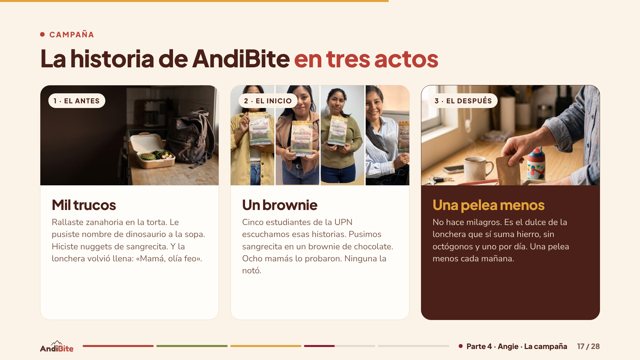 CAMPAÑA
La historia de AndiBite en tres actos
1 · EL ANTES
Mil trucos
Rallaste zanahoria en la torta. Le
pusiste nombre de dinosaurio a la sopa.
Hiciste nuggets de sangrecita. Y la
lonchera volvió llena: «Mamá, olía feo».
2 · EL INICIO
Un brownie
Cinco estudiantes de la UPN
escuchamos esas historias. Pusimos
sangrecita en un brownie de chocolate.
Ocho mamás lo probaron. Ninguna la
notó.
3 · EL DESPUÉS
Una pelea menos
No hace milagros. Es el dulce de la
lonchera que sí suma hierro, sin
octógonos y uno por día. Una pelea
menos cada mañana.
AndiBite
Parte 4 · Angie · La campaña
17 / 28